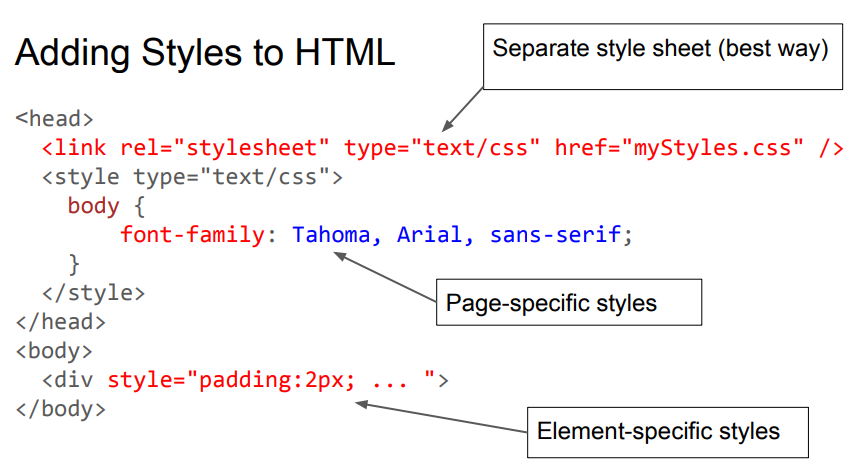 Adding Styles to HTML
Separate style sheet (best way)
<head>
  <link rel="stylesheet" type="text/css" href="myStyles.css" />
  <style type="text/css">
    body {
        font-family: Tahoma, Arial, sans-serif;
    }
  </style>
Page-specific styles
</head>
<body>
  <div style="padding:2px; ... ">
</body>
Element-specific styles